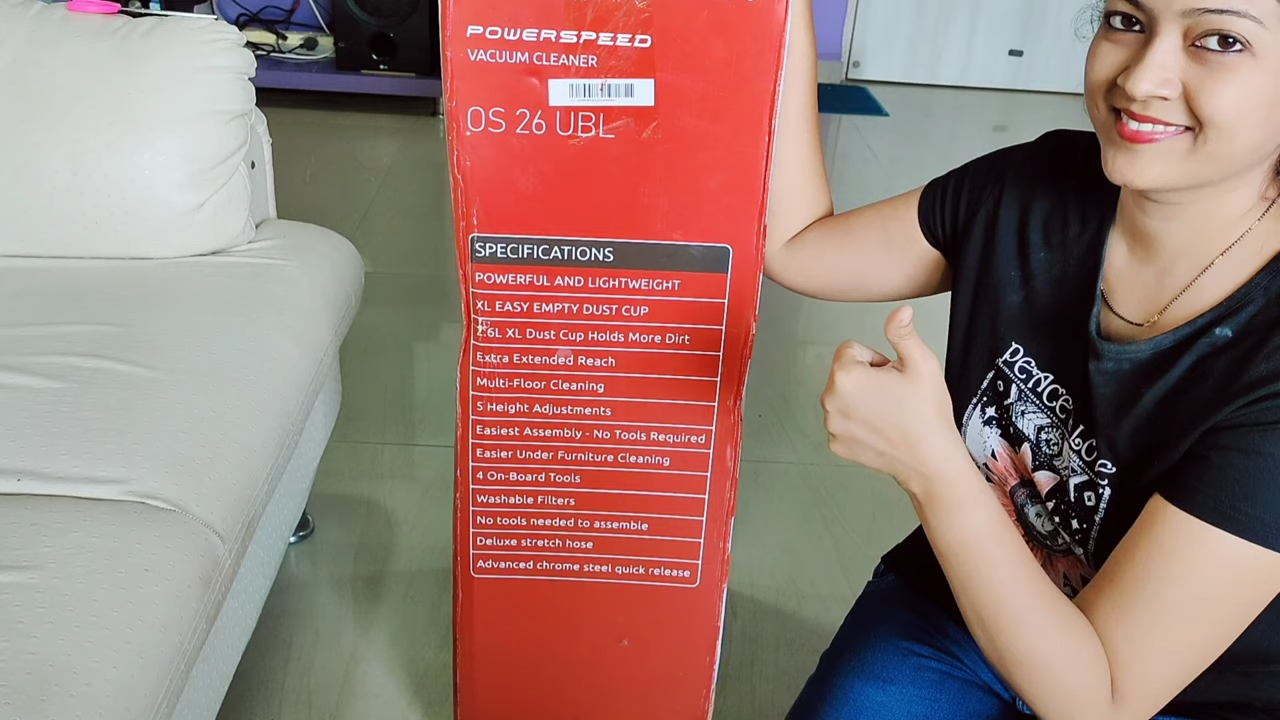 POWERSPEED
VACUUM CLEANER
OS 26 UBL
SPECIFICATIONS
POWERFUL AND LIGHTWEIGHT
XL EASY EMPTY DUST CUP
2.6L XL Dust Cup Holds More Dirt
Extra Extended Reach
Multi-Floor Cleaning
5 Height Adjustments
Easiest Assembly - No Tools Required
Easier Under Furniture Cleaning
4 On-Board Tools
Washable Filters
No tools needed to assemble
Deluxe stretch hose
Advanced chrome steel quick release
PEACE LO